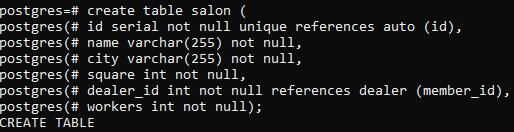 postgres=# create table salon (
postgres(# id serial not null unique references auto (id),
postgres(# name varchar(255) not null,
postgres(# city varchar(255) not null,
postgres(# square int not null,
postgres(# dealer_id int not null references dealer (member_id),
postgres(# workers int not null);
CREATE TABLE